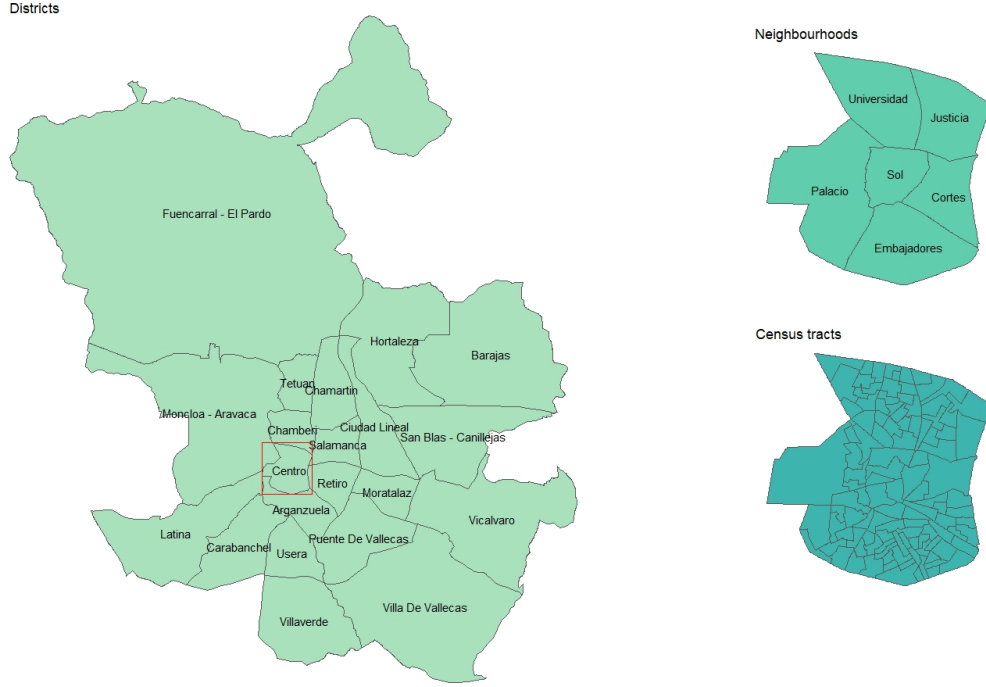 Districts
Neighbourhoods
Universidad
Justicia
Sol
Palacio
Cortes
Embajadores
Fuencarral - El Pardo
Census tracts
Hortaleza
Barajas
Tetuan
Chamartin
Moncloa - Aravaca
Chamberi
Ciudad Lineal
San Blas - Canillejas
Salamanca
Centro
Retiro
Moratalaz
Arganzuela
Vicalvaro
Latina
Puente De Vallecas
Carabanchel
Usera
Villa De Vallecas
Villaverde